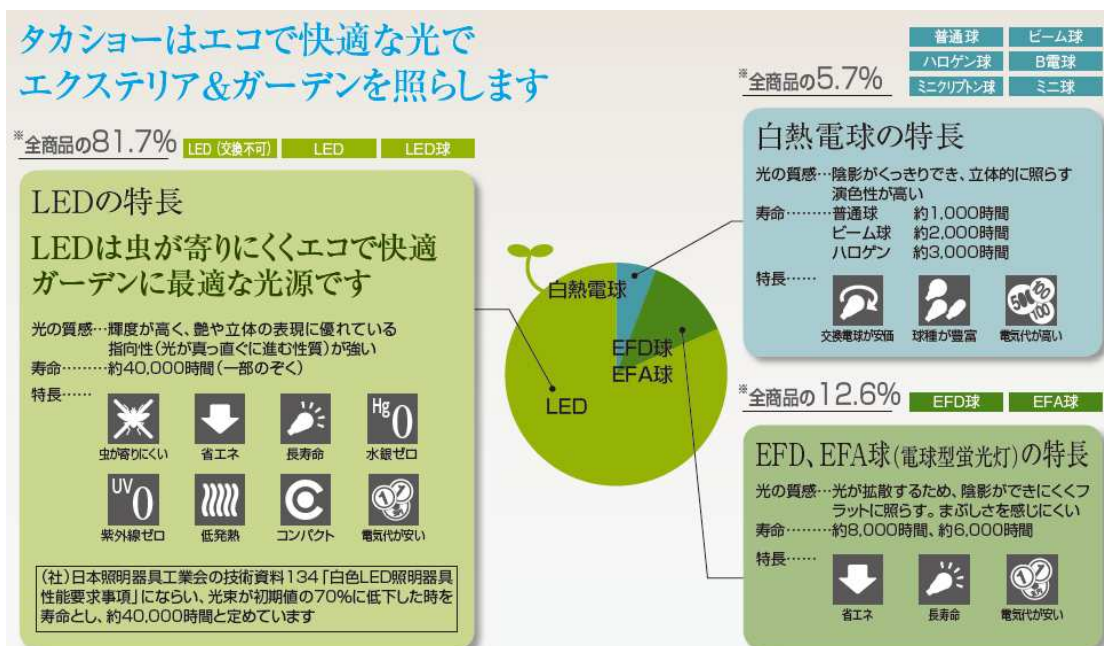 タカショーはエコで快適な光で
エクステリア&ガーデンを照らします
※全商品の81.7%
LED(交換不可)
LED
LED球
LEDの特長
LEDは虫が寄りにくくエコで快適
ガーデンに最適な光源です
光の質感…輝度が高く、艶や立体の表現に優れている
指向性(光が真っ直ぐに進む性質)が強い
寿命………約40,000時間(一部のぞく)
特長……
虫が寄りにくい
省エネ
長寿命
Hg0
水銀ゼロ
UV0
紫外線ゼロ
低発熱
コンパクト
電気代が安い
(社)日本照明器具工業会の技術資料134「白色LED照明器具
性能要求事項」にならい、光束が初期値の70%に低下した時を
寿命とし、約40,000時間と定めています
白熱電球
EFD球
EFA球
LED
※全商品の5.7%
普通球
ビーム球
ハロゲン球
B電球
ミニクリプトン球
ミニ球
白熱電球の特長
光の質感…陰影がくっきりでき、立体的に照らす
演色性が高い
寿命………普通球 約1,000時間
ビーム球 約2,000時間
ハロゲン 約3,000時間
特長……
交換電球が安価
球種が豊富
500
100
100
電気代が高い
※全商品の12.6%
EFD球
EFA球
EFD、EFA球(電球型蛍光灯)の特長
光の質感…光が拡散するため、陰影ができにくくフ
ラットに照らす。まぶしさを感じにくい
寿命………約8,000時間、約6,000時間
特長……
省エネ
長寿命
電気代が安い